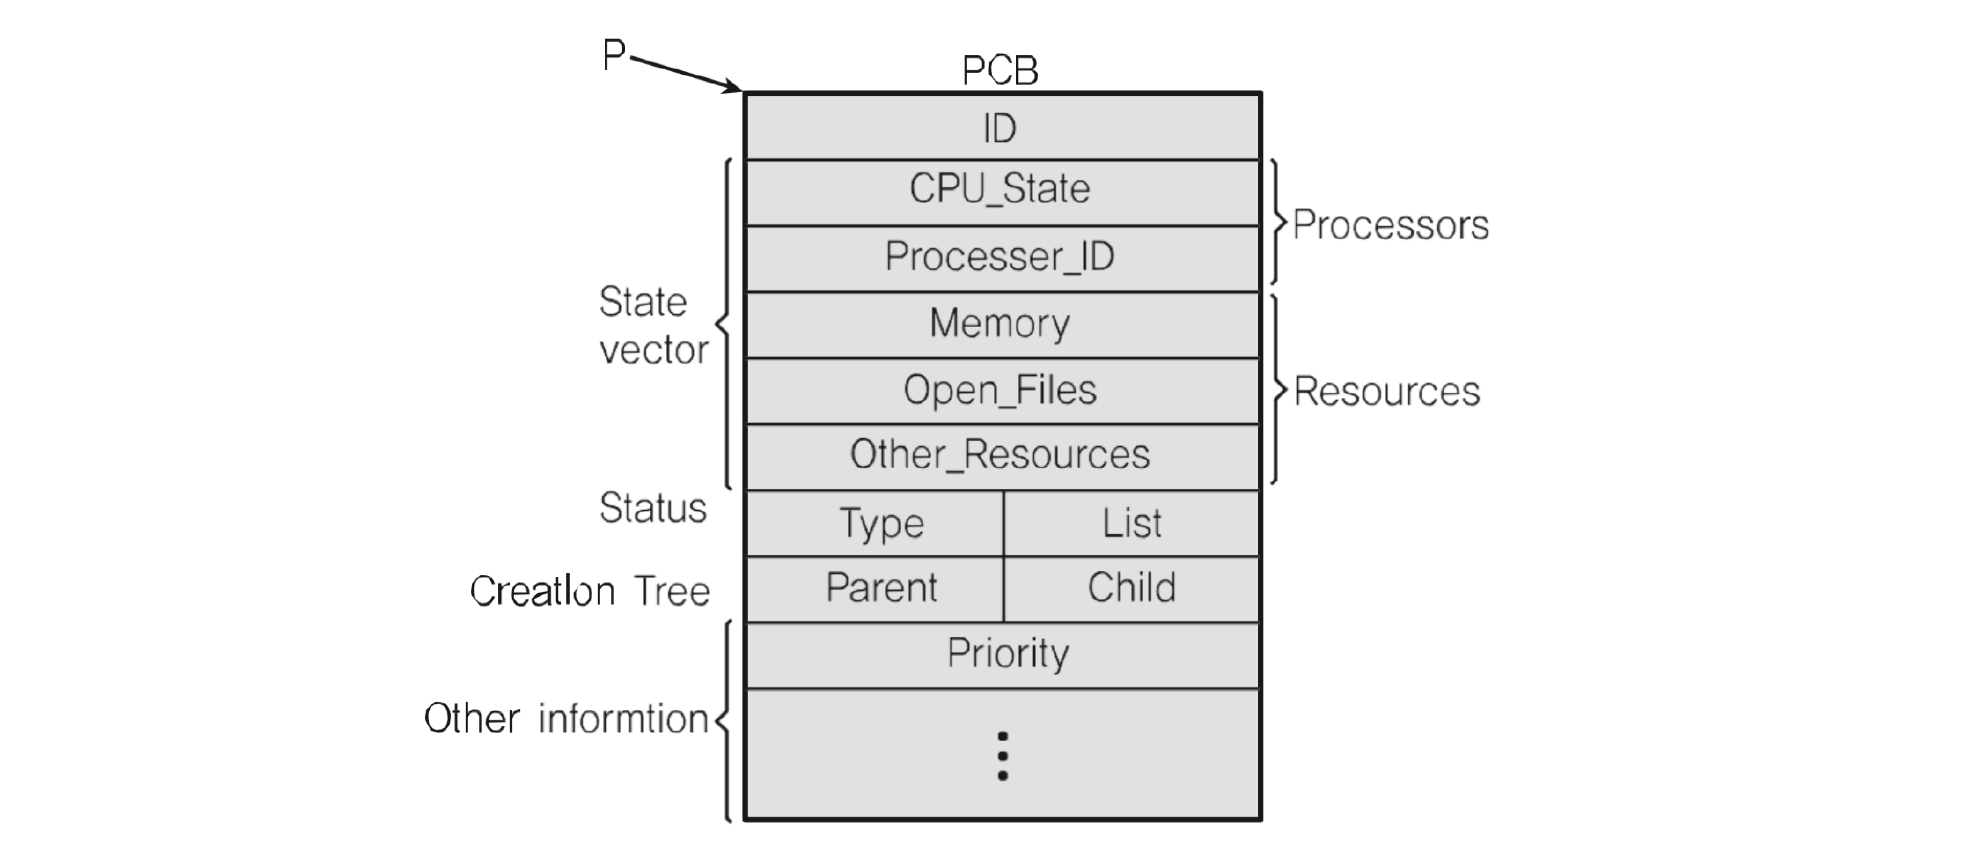 P
PCB
ID
CPU_State
Processer_ID
Processors
State
vector
Memory
Open_Files
Resources
Other_Resources
Status
Type
List
Creatlon Tree
Parent
Child
Priority
Other informtion